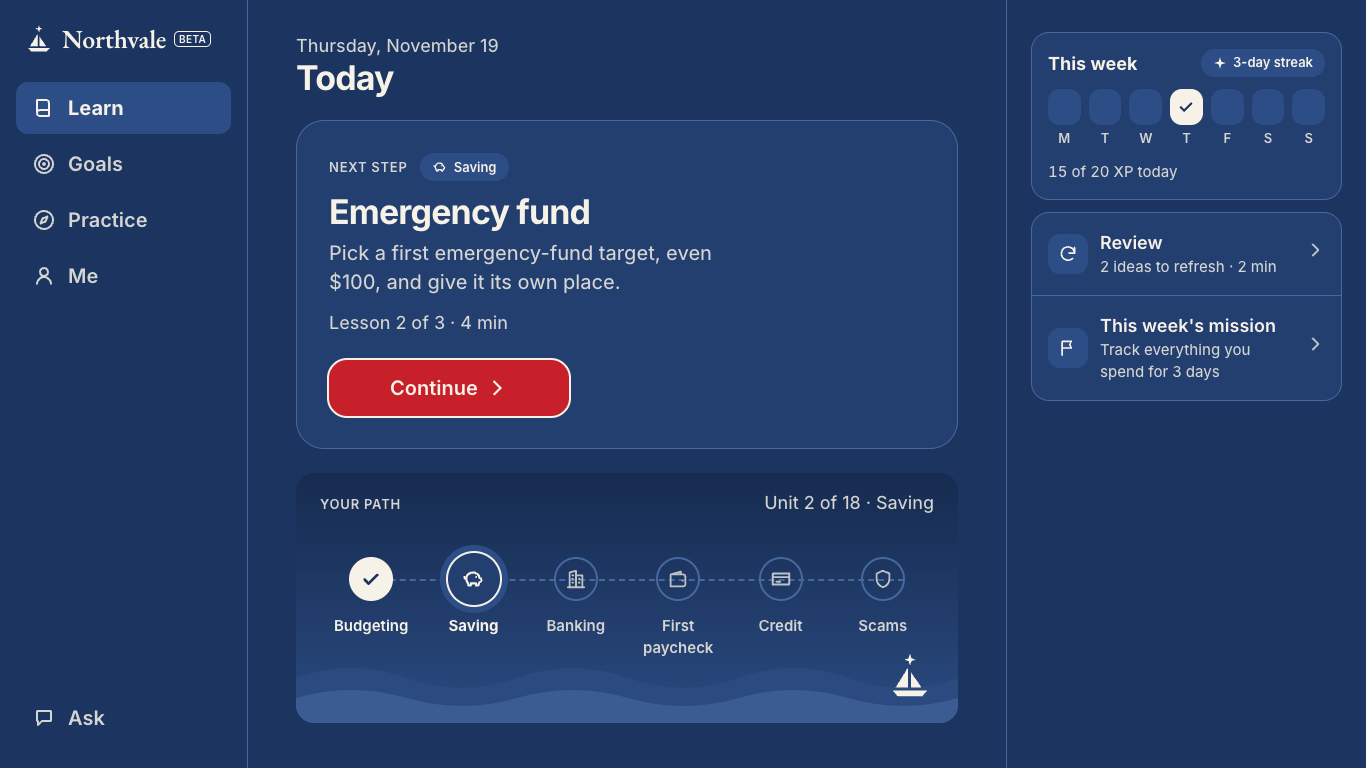 Northvale BETA
Learn
Goals
Practice
Me
Ask
Thursday, November 19
Today
NEXT STEP Saving
Emergency fund
Pick a first emergency-fund target, even
$100, and give it its own place.
Lesson 2 of 3 · 4 min
Continue
YOUR PATH Unit 2 of 18 · Saving
Budgeting Saving Banking First Credit Scams
paycheck
This week 3-day streak
M T W T F S S
15 of 20 XP today
Review
2 ideas to refresh · 2 min
This week's mission
Track everything you
spend for 3 days